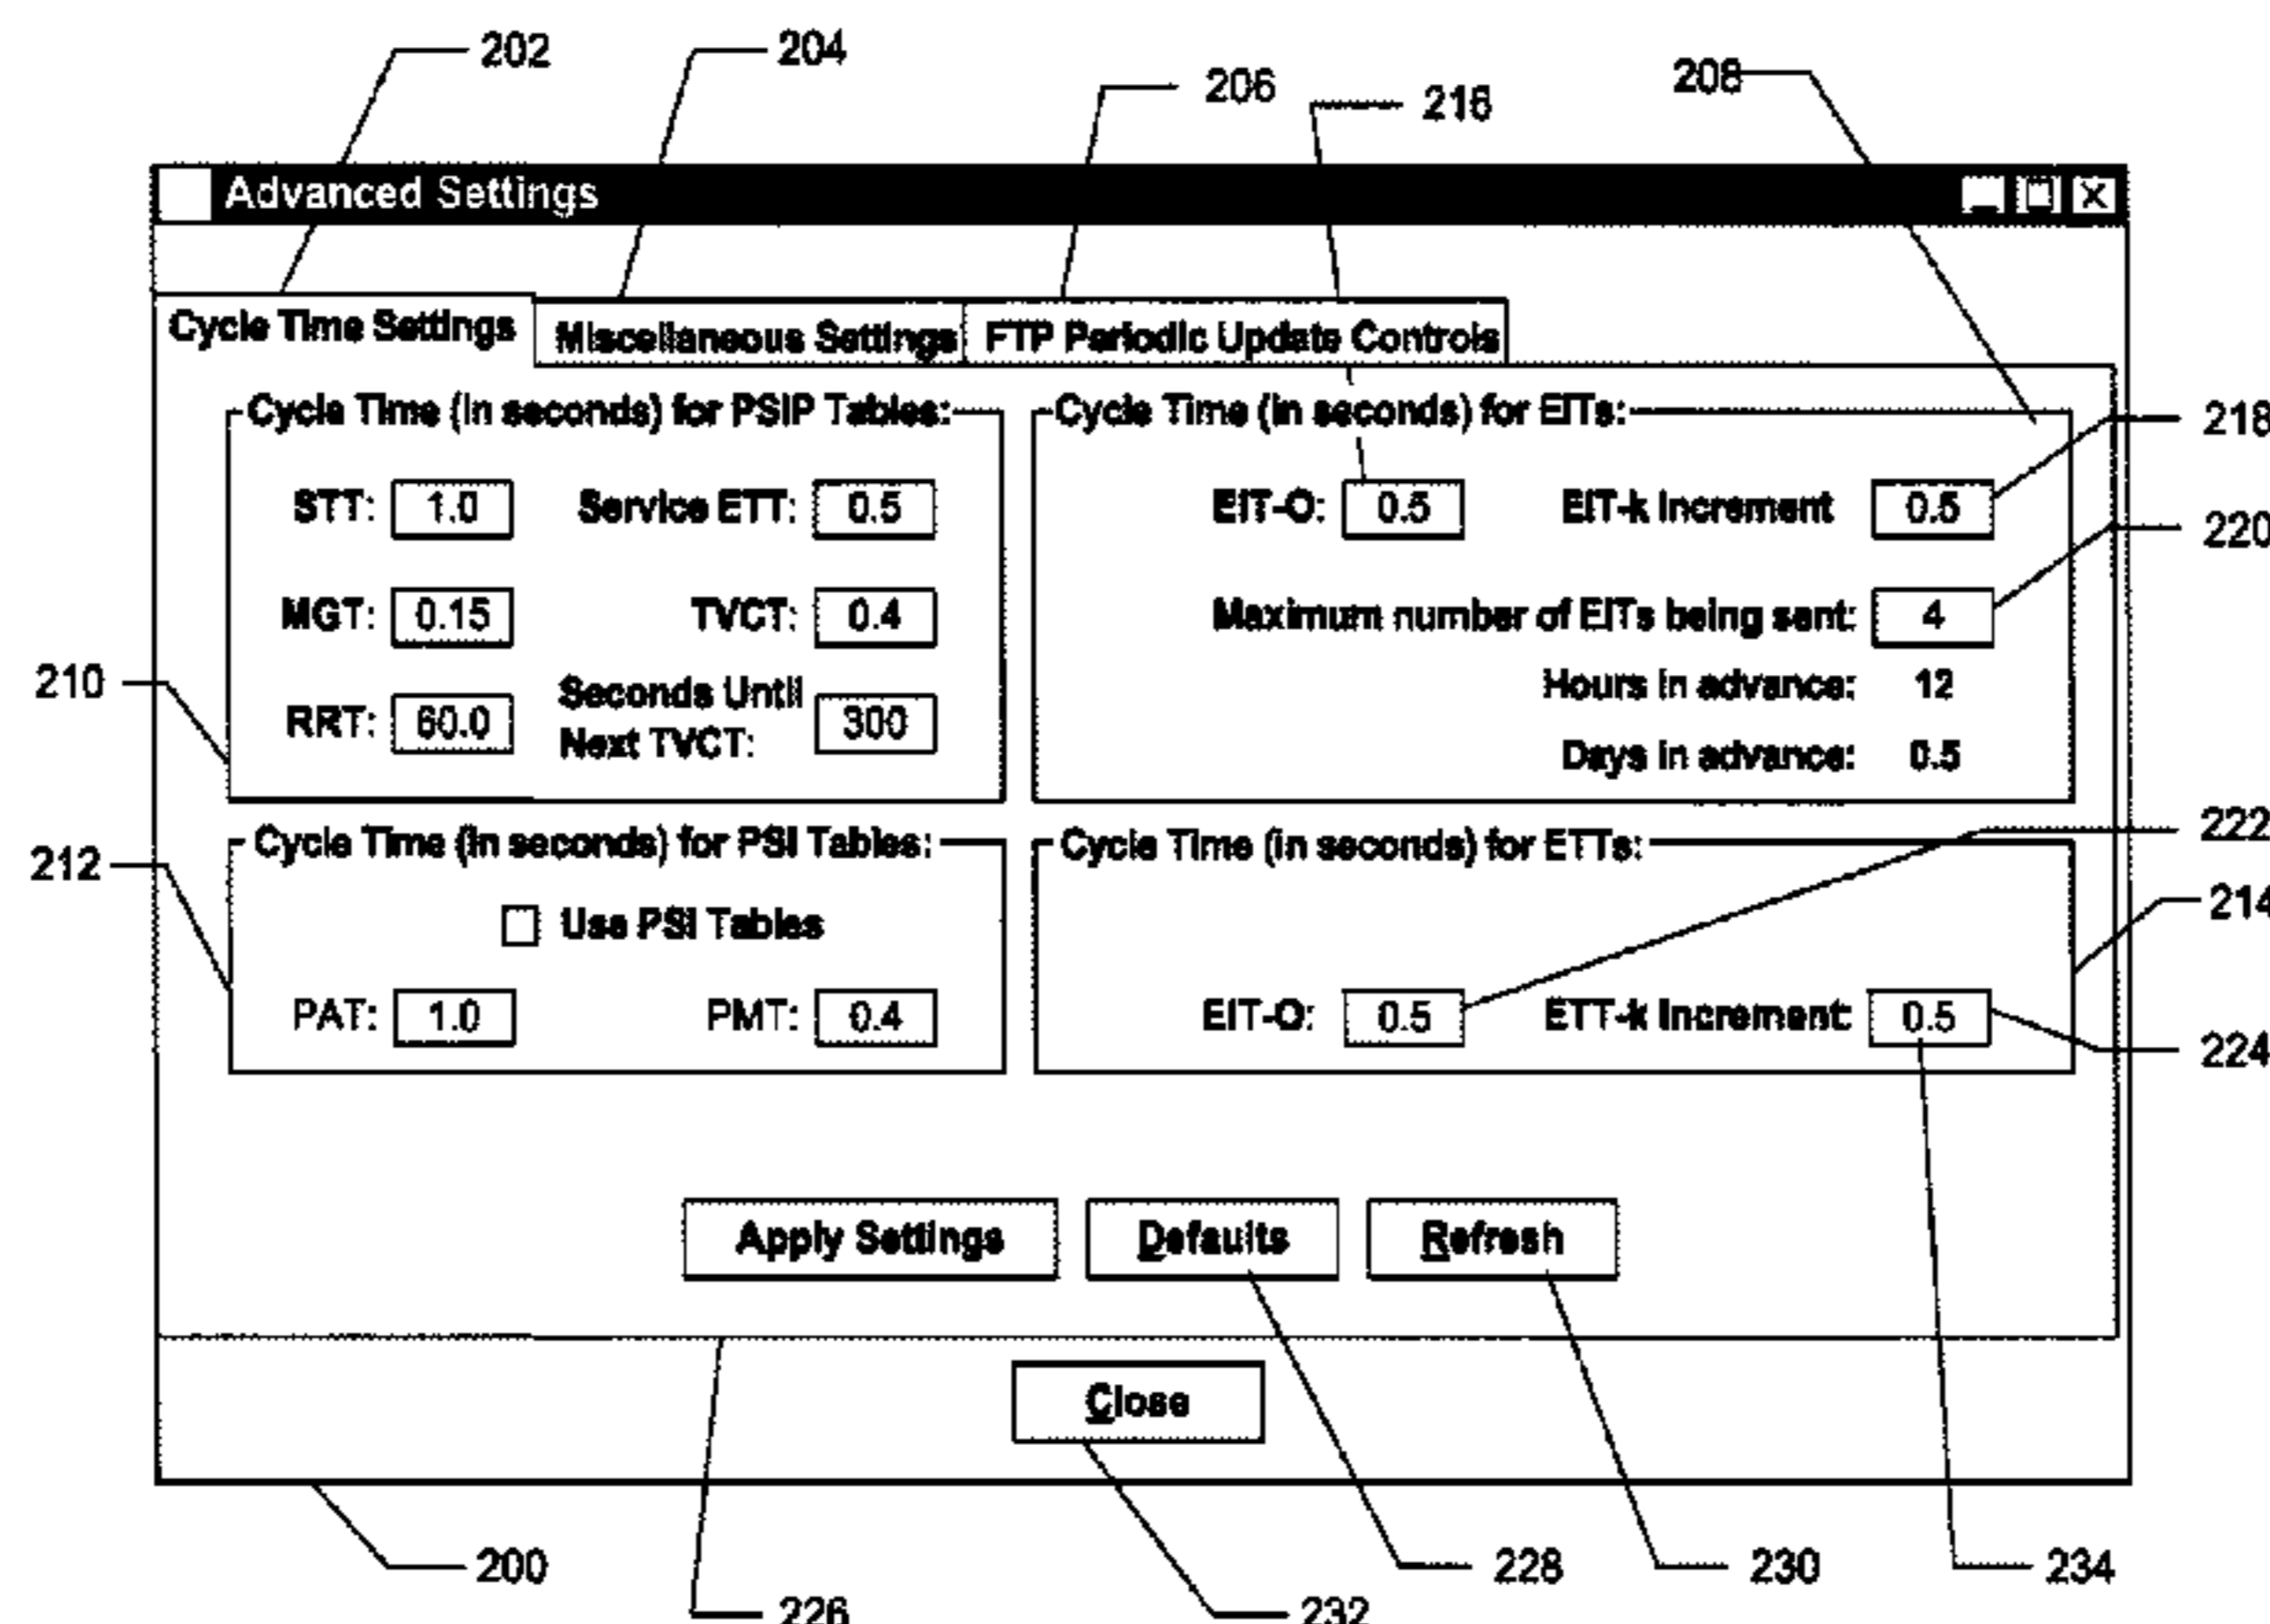 202
204
206
216
208
Advanced Settings
Cycle Time Settings
Miscellaneous Settings
FTP Periodic Update Controls
Cycle Time (in seconds) for PSIP Tables:
STT: 1.0 Service ETT: 0.5
MGT: 0.15 TVCT: 0.4
RRT: 60.0 Seconds Until
Next TVCT: 300
210
Cycle Time (in seconds) for EITs:
EIT-O: 0.5 EIT-k Increment 0.5
Maximum number of EITs being sent: 4
Hours in advance: 12
Days in advance: 0.5
218
220
Cycle Time (in seconds) for PSI Tables:
Use PSI Tables
PAT: 1.0 PMT: 0.4
212
Cycle Time (in seconds) for ETTs:
EIT-O: 0.5 ETT-k Increment: 0.5
222
214
224
Apply Settings
Defaults
Refresh
Close
200
226
232
228
230
234